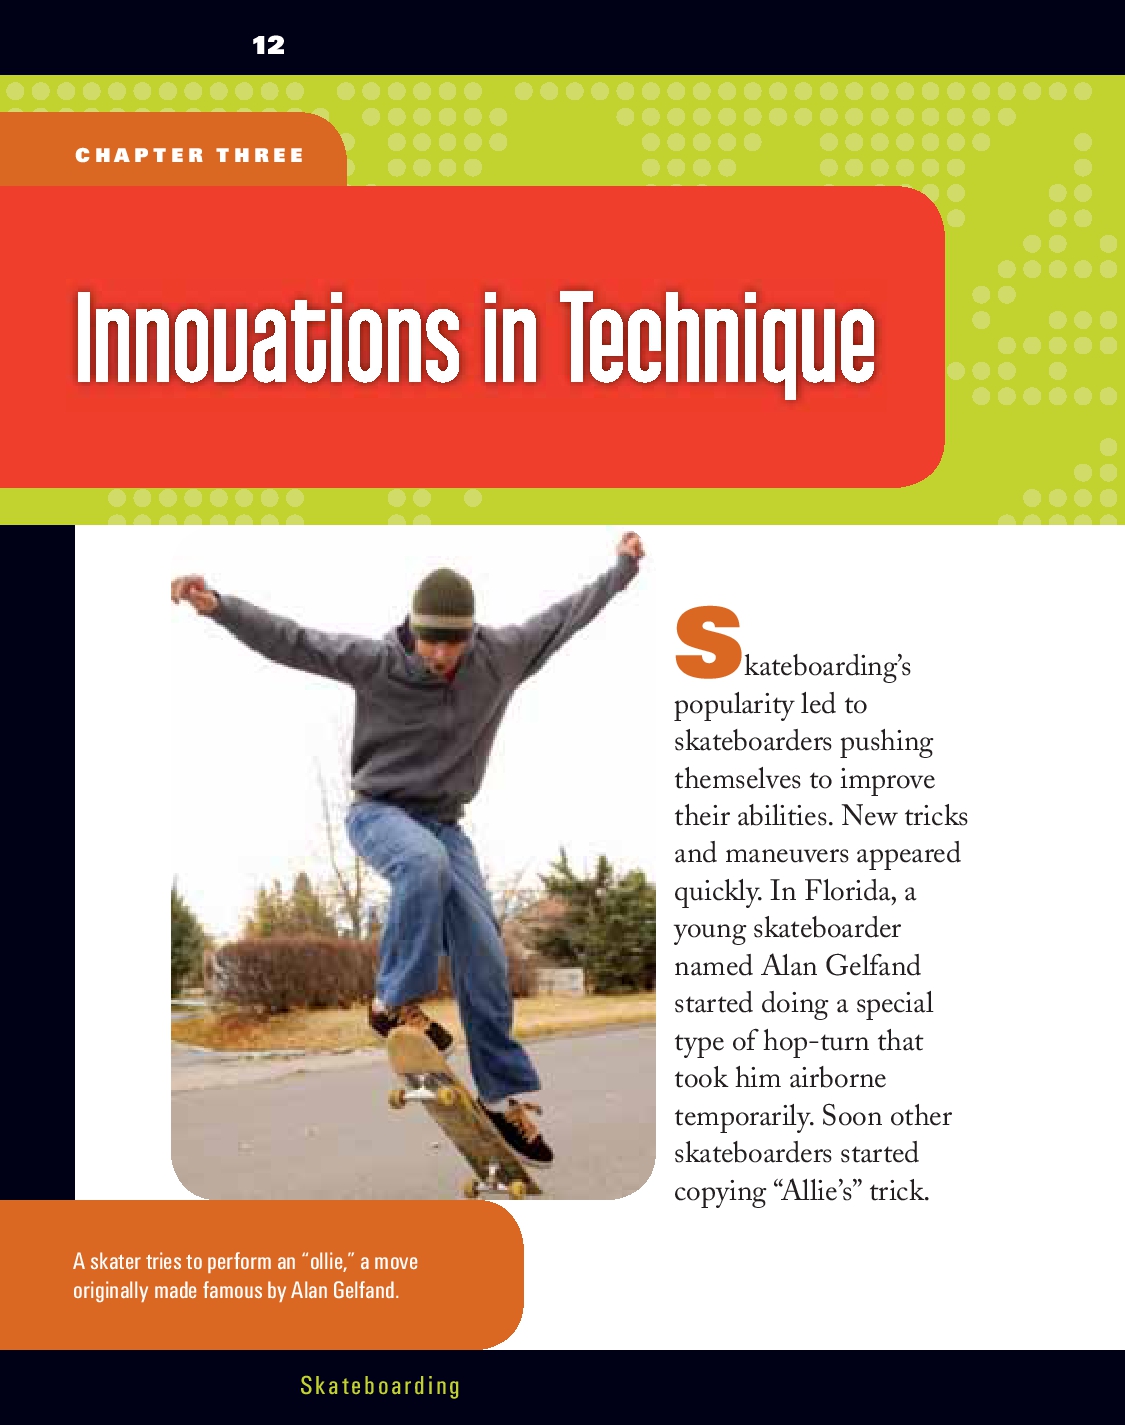 12
CHAPTER THREE
Innovations in Technique
Skateboarding’s
popularity led to
skateboarders pushing
themselves to improve
their abilities. New tricks
and maneuvers appeared
quickly. In Florida, a
young skateboarder
named Alan Gelfand
started doing a special
type of hop-turn that
took him airborne
temporarily. Soon other
skateboarders started
copying “Allie’s” trick.
A skater tries to perform an “ollie,” a move
originally made famous by Alan Gelfand.
Skateboarding